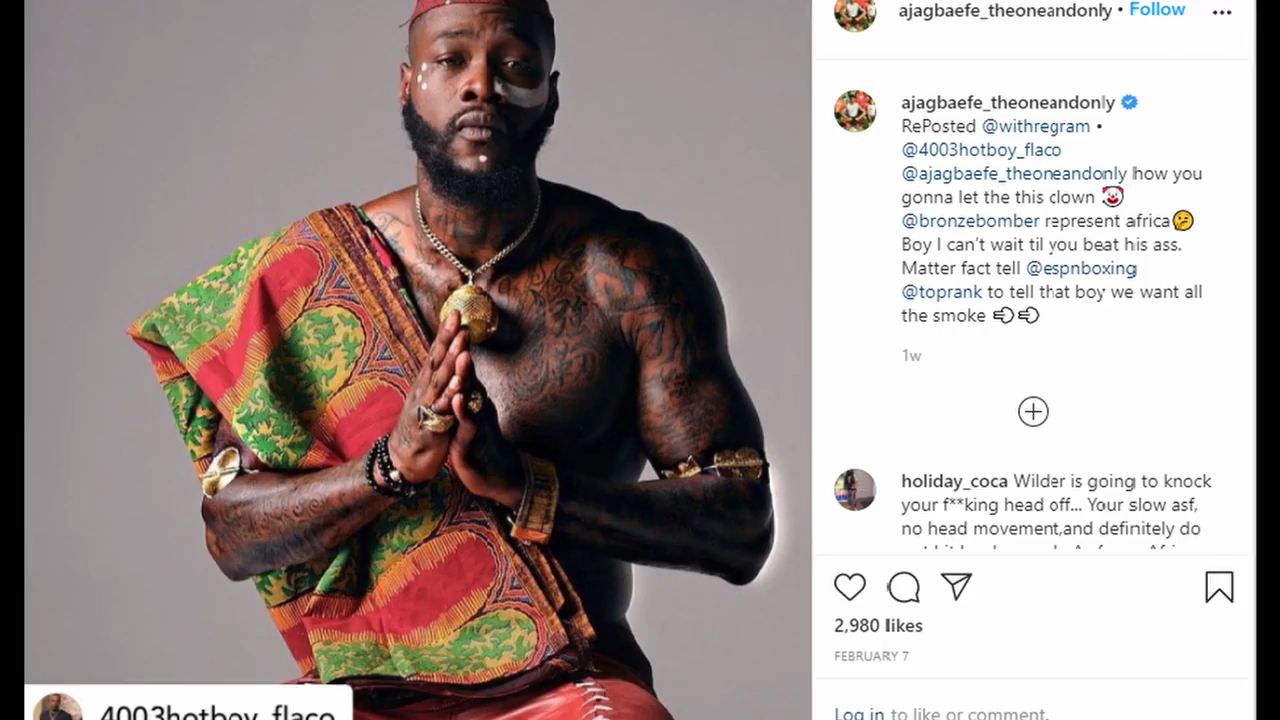 ajagbaefe_theoneandonly • Follow
ajagbaefe_theoneandonly
RePosted @withregram •
@4003hotboy_flaco
@ajagbaefe_theoneandonly how you
gonna let the this clown 🤡
@bronzebomber represent africa🤔
Boy I can't wait til you beat his ass.
Matter fact tell @espnboxing
@toprank to tell that boy we want all
the smoke 💨💨
1w
holiday_coca Wilder is going to knock
your f**king head off... Your slow asf,
no head movement,and definitely do
2,980 likes
FEBRUARY 7
Log in to like or comment.
4003hotboy_flaco